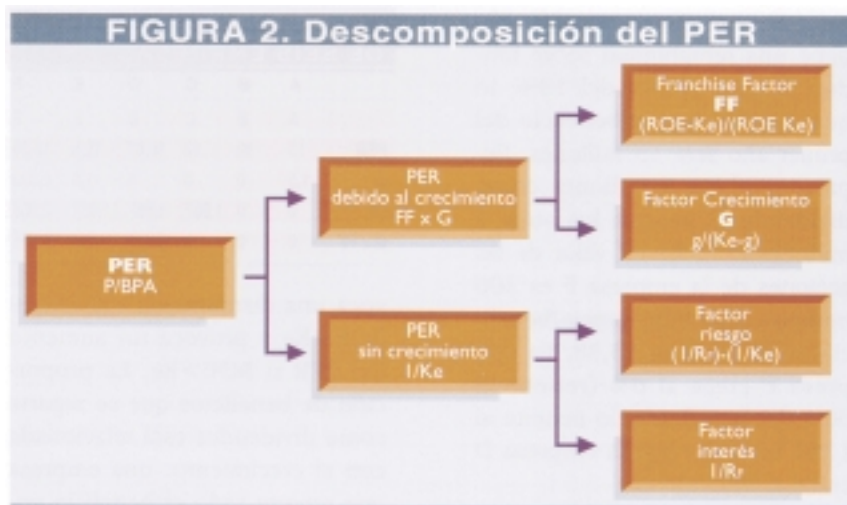 FIGURA 2. Descomposición del PER
Franchise Factor
FF
(ROE-Ke)/(ROE Ke)
PER
debido al crecimiento
FF x G
Factor Crecimiento
G
g/(Ke-g)
PER
P/BPA
PER
sin crecimiento
1/Ke
Factor
riesgo
(1/Rf)-(1/Ke)
Factor
interés
1/Rf